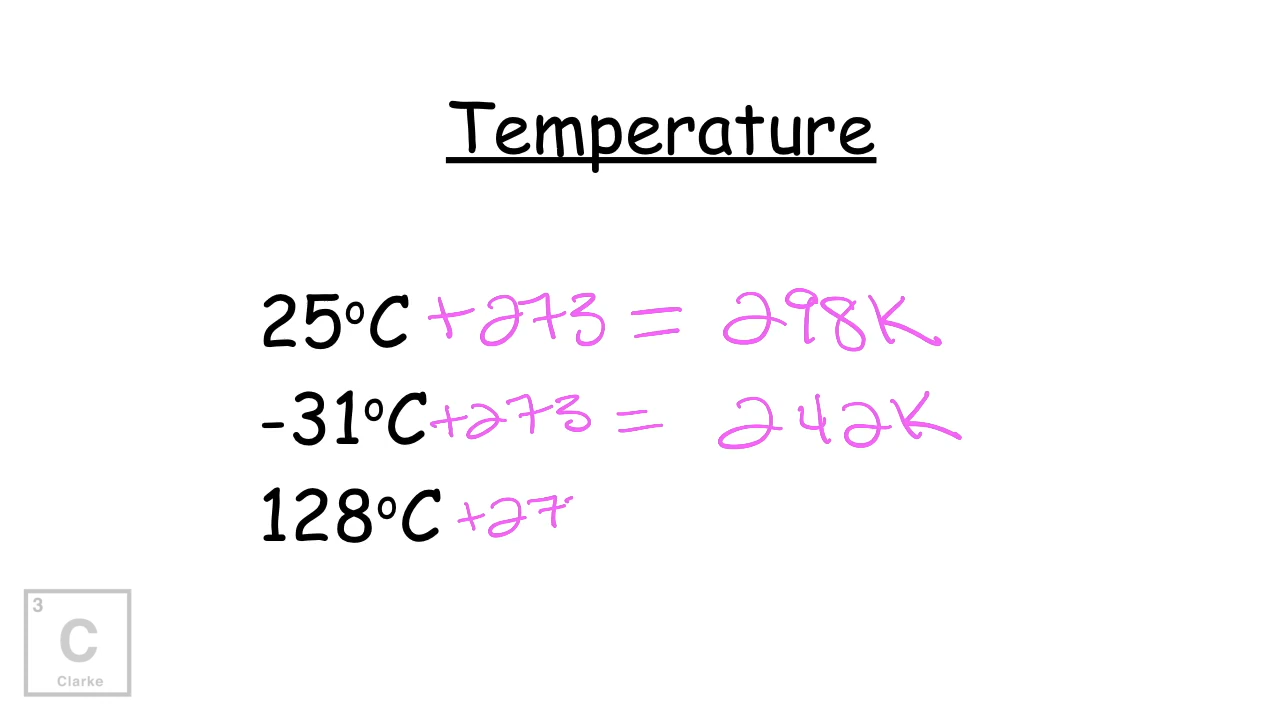 Temperature
25°C +273 = 298K
-31°C +273 = 242K
128°C +27
3
C
Clarke